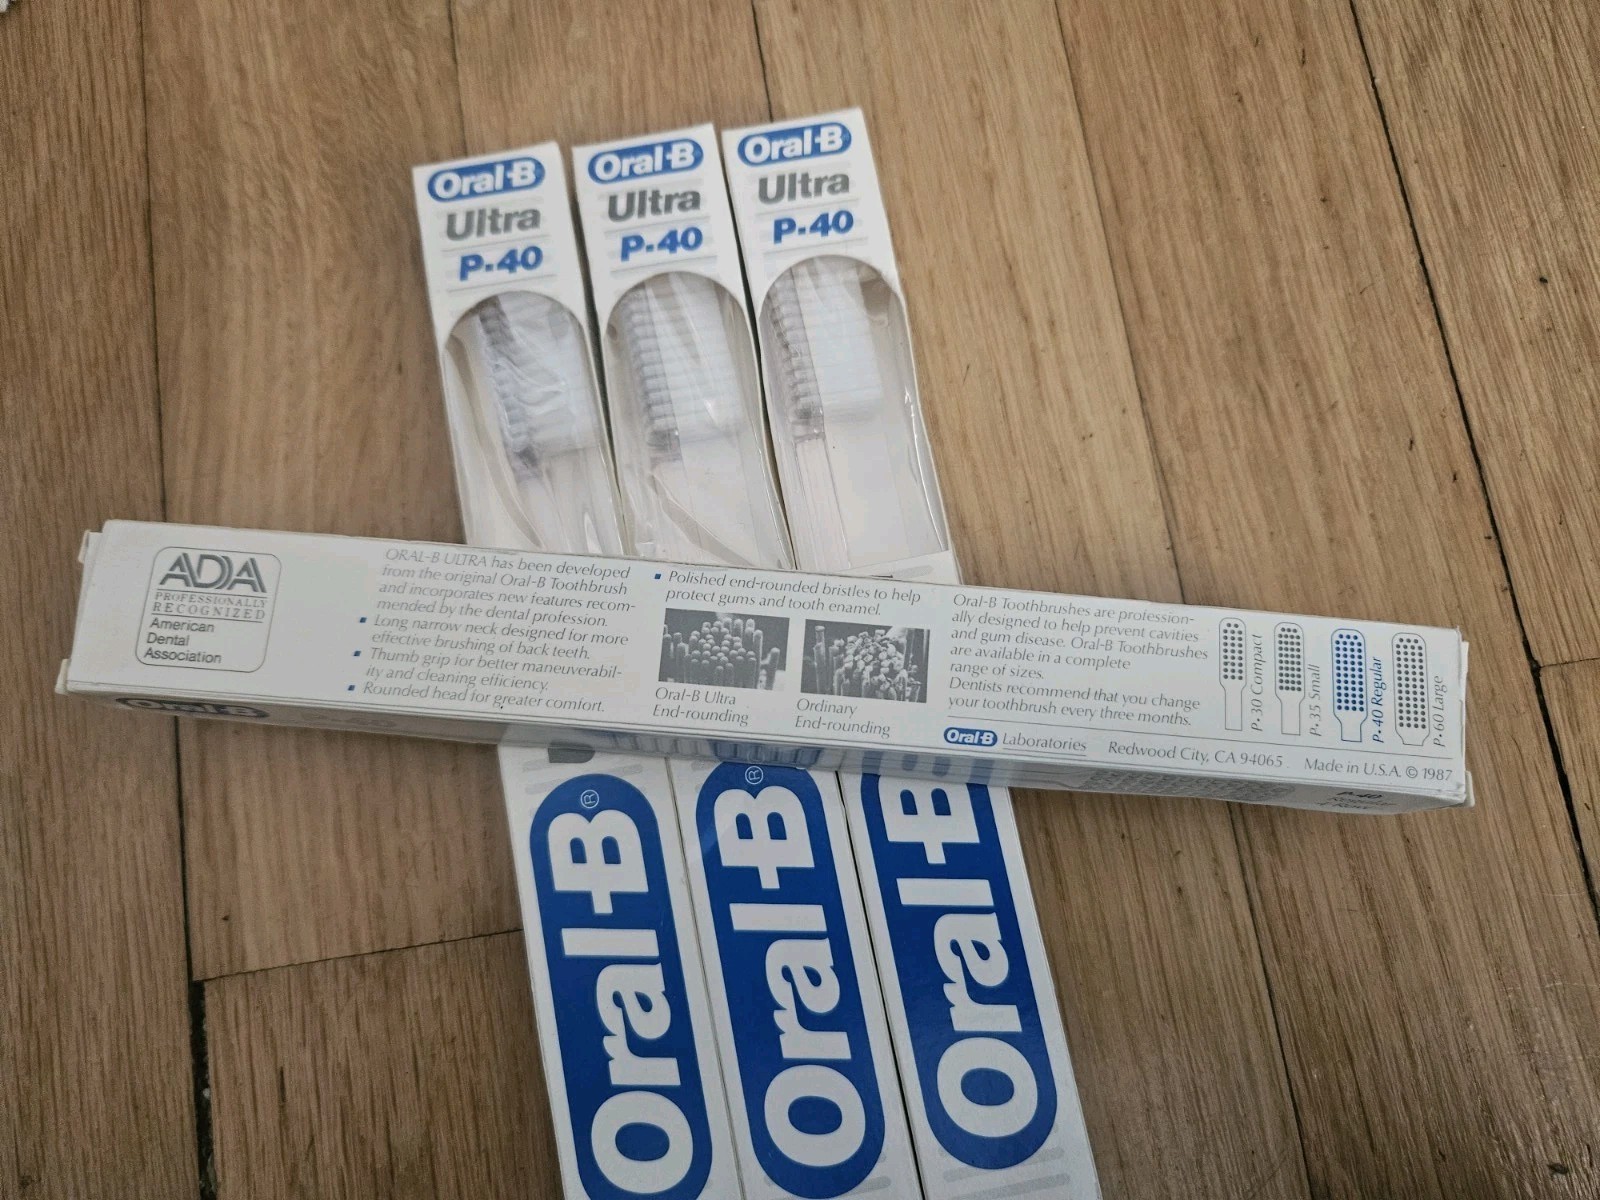 Oral-B
Ultra
P·40
Oral-B
Ultra
P·40
Oral-B
Ultra
P·40
ADA
PROFESSIONALLY
RECOGNIZED
American
Dental
Association
ORAL-B ULTRA has been developed
from the original Oral-B Toothbrush
and incorporates new features recom-
mended by the dental profession.
▪ Long narrow neck designed for more
effective brushing of back teeth.
▪ Thumb grip for better maneuverabil-
ity and cleaning efficiency.
▪ Rounded head for greater comfort.
▪ Polished end-rounded bristles to help
protect gums and tooth enamel.
Oral-B Ultra
End-rounding
Ordinary
End-rounding
Oral-B Toothbrushes are profession-
ally designed to help prevent cavities
and gum disease. Oral-B Toothbrushes
are available in a complete
range of sizes.
Dentists recommend that you change
your toothbrush every three months.
P·30 Compact
P·35 Small
P·40 Regular
P·60 Large
Oral-B Laboratories Redwood City, CA 94065 Made in U.S.A. © 1987
Oral-B
P·40
Regular
Oral-B®
Oral-B®
Oral-B